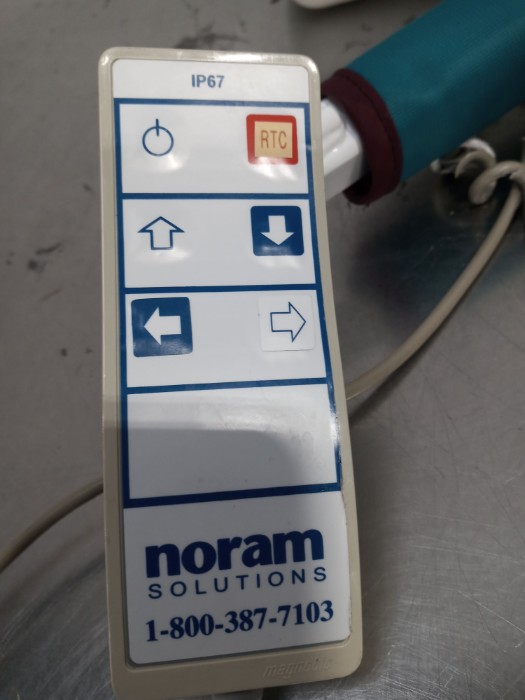 IP67
RTC
noram
SOLUTIONS
1-800-387-7103